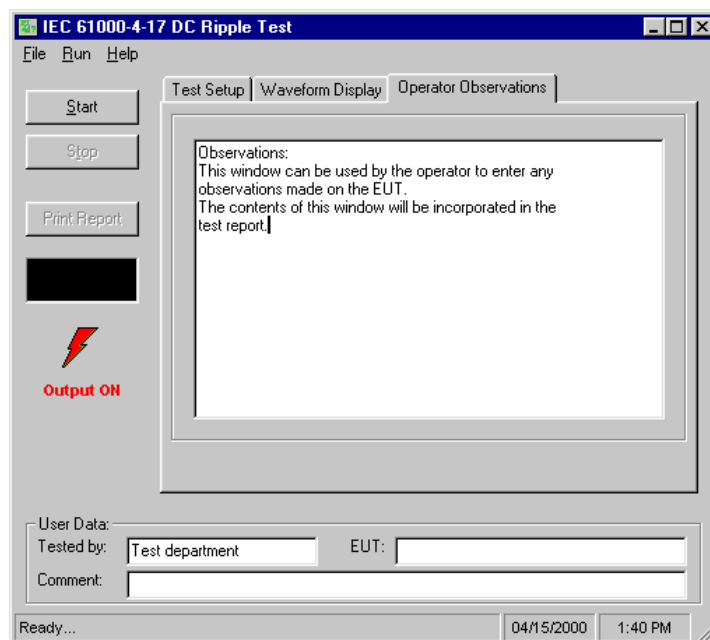 IEC 61000-4-17 DC Ripple Test
File Run Help
Start
Stop
Print Report
Output ON
Test Setup Waveform Display Operator Observations
Observations:
This window can be used by the operator to enter any
observations made on the EUT.
The contents of this window will be incorporated in the
test report.
User Data:
Tested by: Test department EUT:
Comment:
Ready... 04/15/2000 1:40 PM